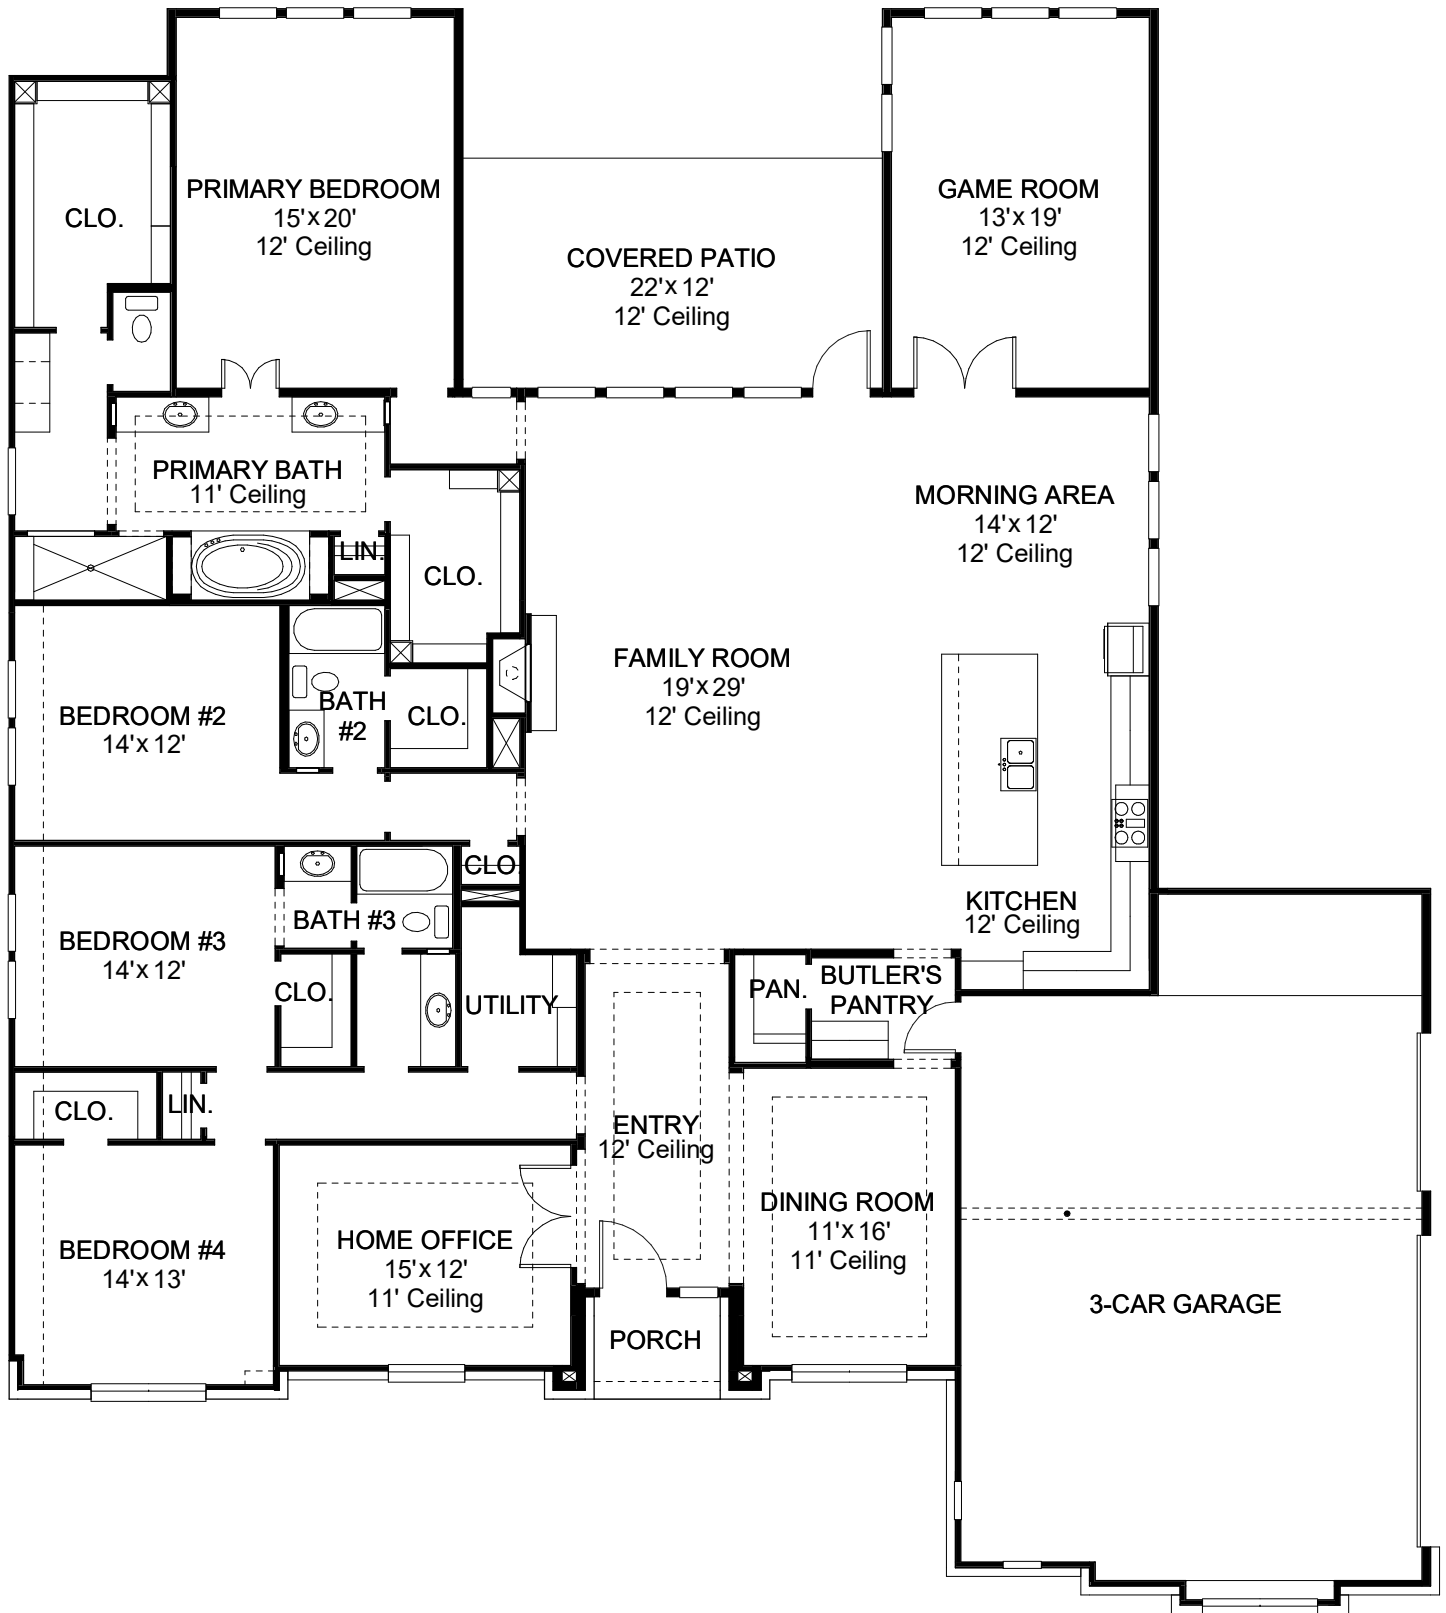 PRIMARY BEDROOM
15'x 20'
12' Ceiling
GAME ROOM
13'x 19'
12' Ceiling
CLO.
COVERED PATIO
22'x 12'
12' Ceiling
PRIMARY BATH
11' Ceiling
MORNING AREA
14'x 12'
12' Ceiling
LIN.
CLO.
FAMILY ROOM
19'x 29'
12' Ceiling
BEDROOM #2
14'x 12'
BATH
#2
CLO.
CLO.
KITCHEN
12' Ceiling
BEDROOM #3
14'x 12'
BATH #3
CLO.
UTILITY
PAN.
BUTLER'S
PANTRY
CLO.
LIN.
ENTRY
12' Ceiling
DINING ROOM
11'x 16'
11' Ceiling
BEDROOM #4
14'x 13'
HOME OFFICE
15'x 12'
11' Ceiling
3-CAR GARAGE
PORCH